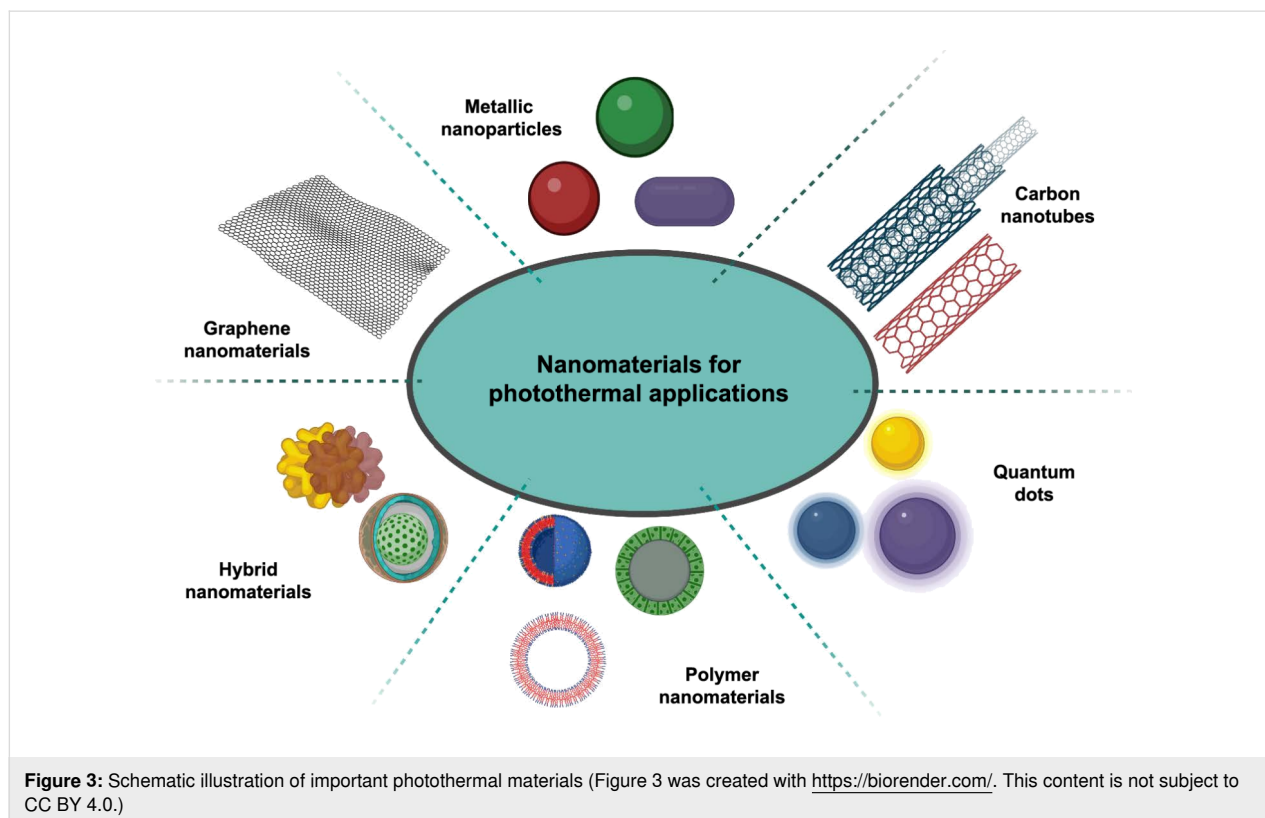 Metallic
nanoparticles
Carbon
nanotubes
Graphene
nanomaterials
Nanomaterials for
photothermal applications
Quantum
dots
Hybrid
nanomaterials
Polymer
nanomaterials
Figure 3: Schematic illustration of important photothermal materials (Figure 3 was created with https://biorender.com/. This content is not subject to
CC BY 4.0.)